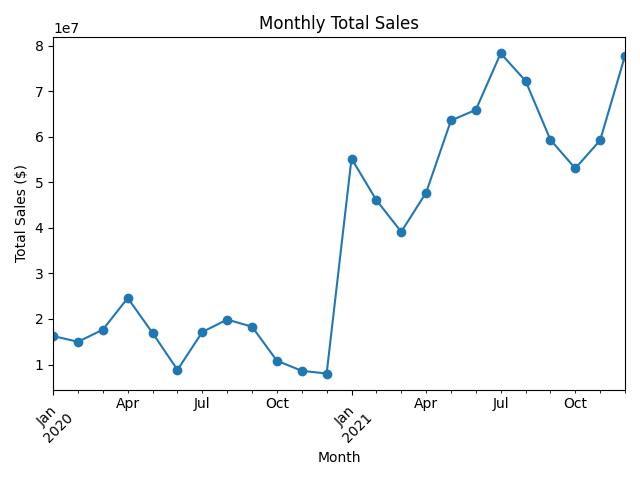 Monthly Total Sales
1e7
8
7
6
5
4
3
2
1
Total Sales ($)
Jan
2020
Apr
Jul
Oct
Jan
2021
Apr
Jul
Oct
Month